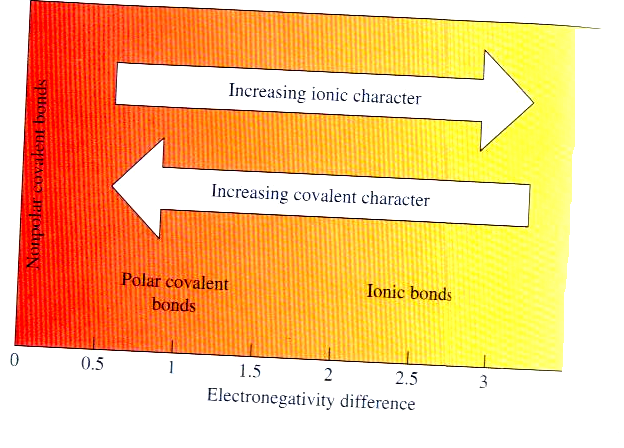 Nonpolar covalent bonds
Increasing ionic character
Increasing covalent character
Polar covalent
bonds
Ionic bonds
0 0.5 1 1.5 2 2.5 3
Electronegativity difference